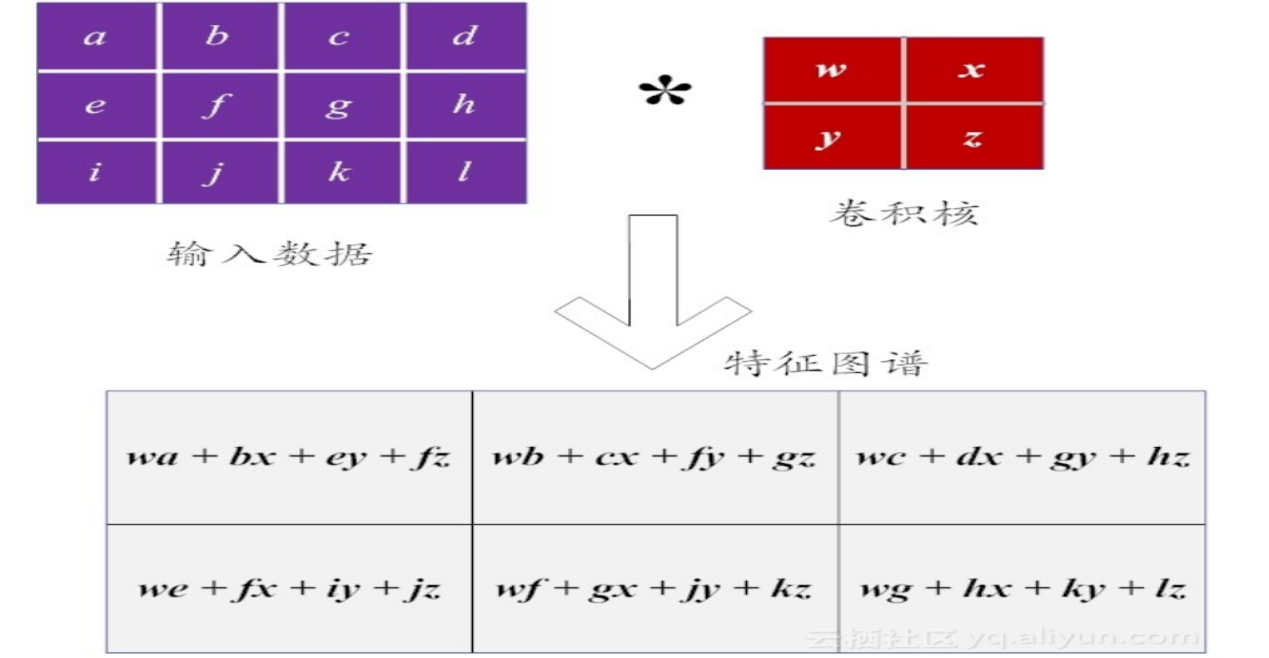 a b c d
e f g h
i j k l
*
w x
y z
输入数据
卷积核
特征图谱
wa + bx + ey + fz wb + cx + fy + gz wc + dx + gy + hz
we + fx + iy + jz wf + gx + jy + kz wg + hx + ky + lz
云栖社区 yq.aliyun.com